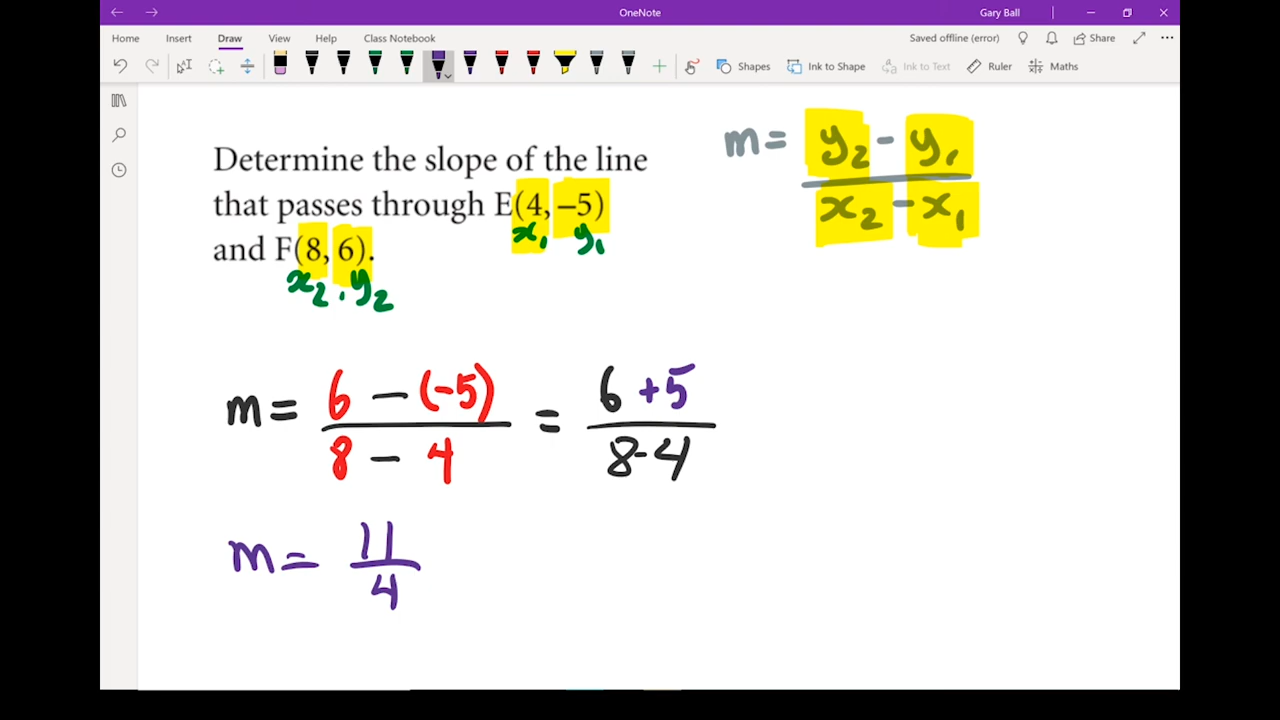 OneNote
Gary Ball
Home Insert Draw View Help Class Notebook
Saved offline (error) Share
Shapes Ink to Shape Ink to Text Ruler Maths
Determine the slope of the line
that passes through E(4, −5)
x₁ y₁
and F(8, 6).
x₂, y₂
m = y₂ - y₁
x₂ - x₁
m = 6 - (-5) = 6 + 5
8 - 4 8 - 4
m = 11
4